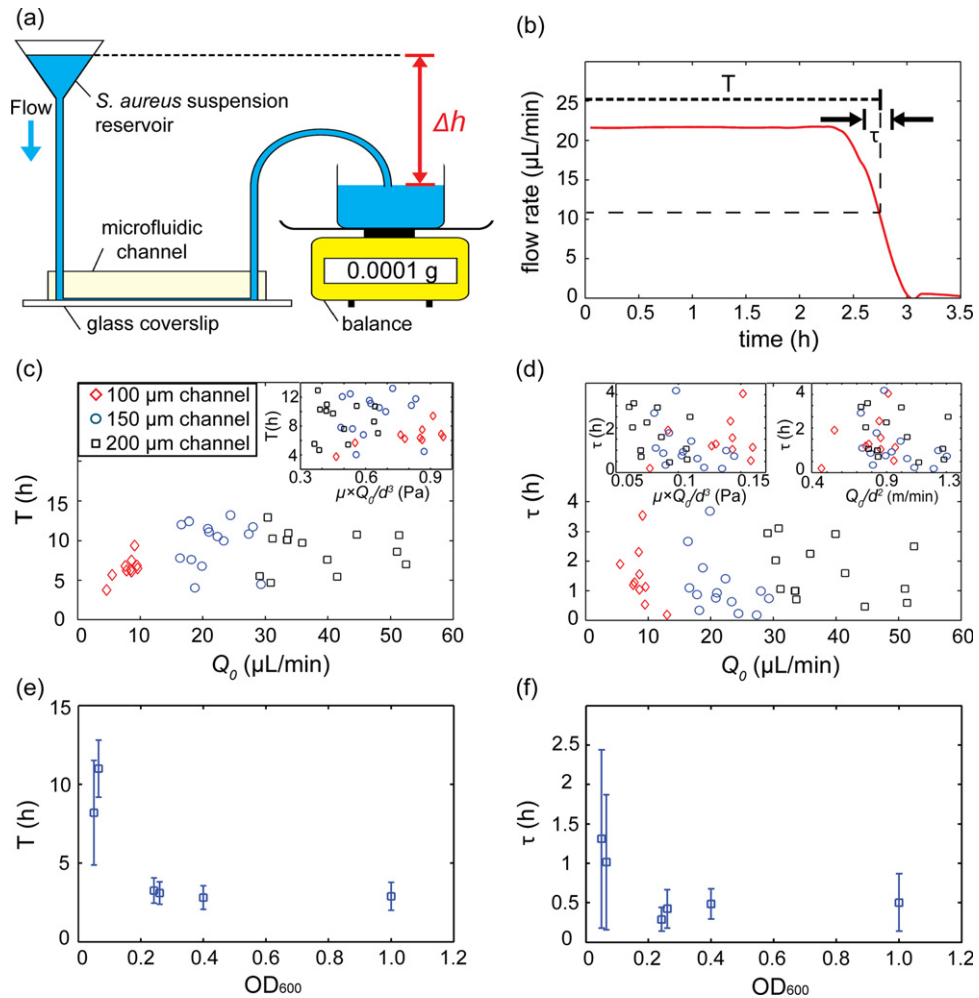 (a)
Flow
S. aureus suspension
reservoir
Δh
microfluidic
channel
0.0001 g
glass coverslip
balance
(b)
flow rate (µL/min)
30
25
20
15
10
5
0
T
τ
0 0.5 1 1.5 2 2.5 3 3.5
time (h)
(c)
100 µm channel
150 µm channel
200 µm channel
T(h)
12
8
4
0.3 0.6 0.9
µ×Q0/d³ (Pa)
T (h)
15
10
5
0
0 10 20 30 40 50 60
Q0 (µL/min)
(d)
τ (h)
4
2
0
0.05 0.1 0.15
µ×Q0/d³ (Pa)
τ (h)
4
2
0
0.5 0.9 1.3
Q0/d² (m/min)
τ (h)
4
3
2
1
0
0 10 20 30 40 50 60
Q0 (µL/min)
(e)
T (h)
15
10
5
0
0 0.2 0.4 0.6 0.8 1.0 1.2
OD600
(f)
τ (h)
2.5
2
1.5
1
0.5
0
0 0.2 0.4 0.6 0.8 1.0 1.2
OD600